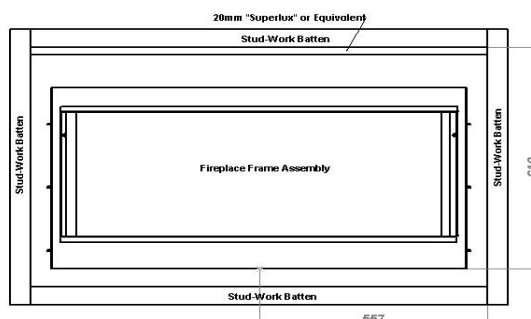 20mm "Superlux" or Equivalent
Stud-Work Batten
Stud-Work Batten
Stud-Work Batten
Fireplace Frame Assembly
Stud-Work Batten